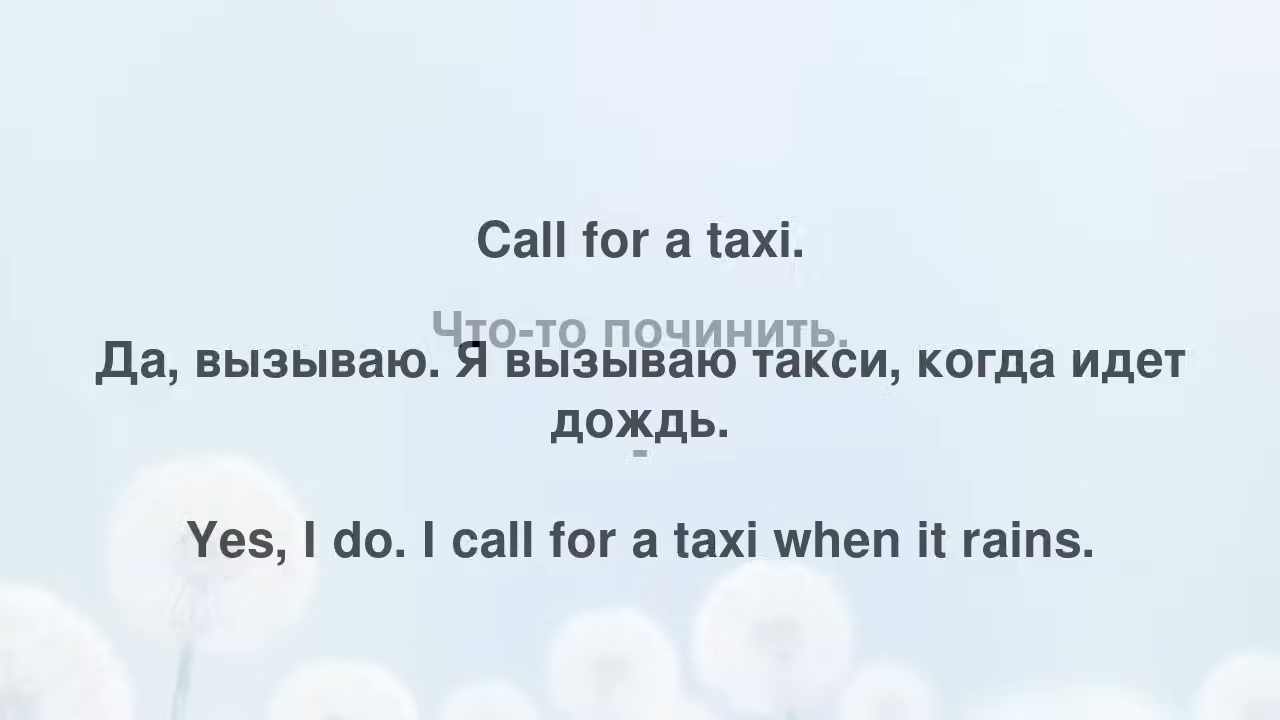 Call for a taxi.
Что-то починить.
Да, вызываю. Я вызываю такси, когда идет
дождь.
-
Yes, I do. I call for a taxi when it rains.